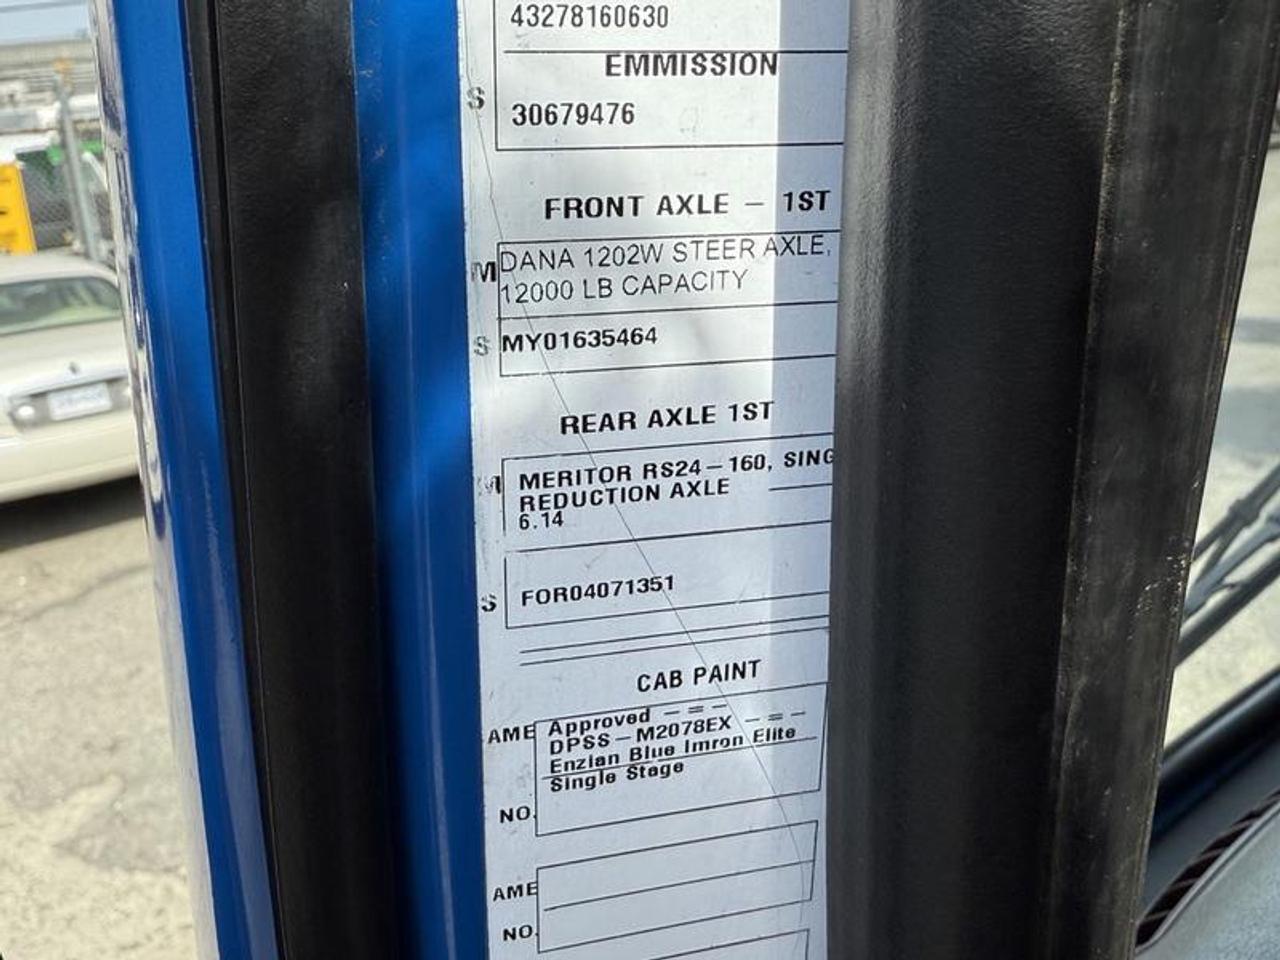 43278160630
EMMISSION
S 30679476
FRONT AXLE – 1ST
M DANA 1202W STEER AXLE,
12000 LB CAPACITY
S MY01635464
REAR AXLE 1ST
M MERITOR RS24–160, SING
REDUCTION AXLE
6.14
S FOR04071351
CAB PAINT
AME Approved – = –
DPSS–M2078EX – = –
Enzian Blue Imron Elite
Single Stage
NO.
AME
NO.